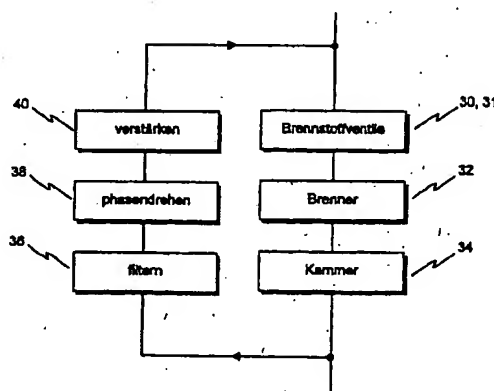 40 verstärken Brennstoffventile 30, 31
38 phasendrehen Brenner 32
36 filtern Kammer 34